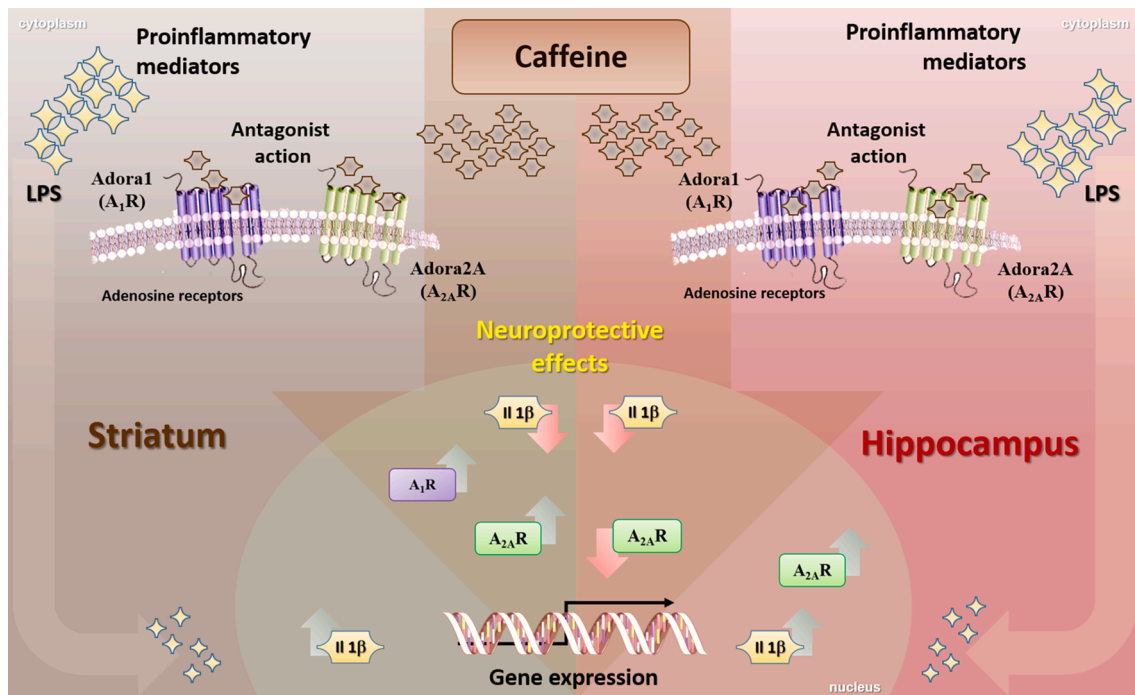 cytoplasm
Proinflammatory
mediators
LPS
Caffeine
Proinflammatory
mediators
cytoplasm
LPS
Antagonist
action
Adora1
(A₁R)
Adora2A
(A₂ₐR)
Adenosine receptors
Antagonist
action
Adora1
(A₁R)
Adora2A
(A₂ₐR)
Adenosine receptors
Neuroprotective
effects
Striatum
Hippocampus
Il 1β
Il 1β
A₁R
A₂ₐR
A₂ₐR
A₂ₐR
Il 1β
Il 1β
Gene expression
nucleus